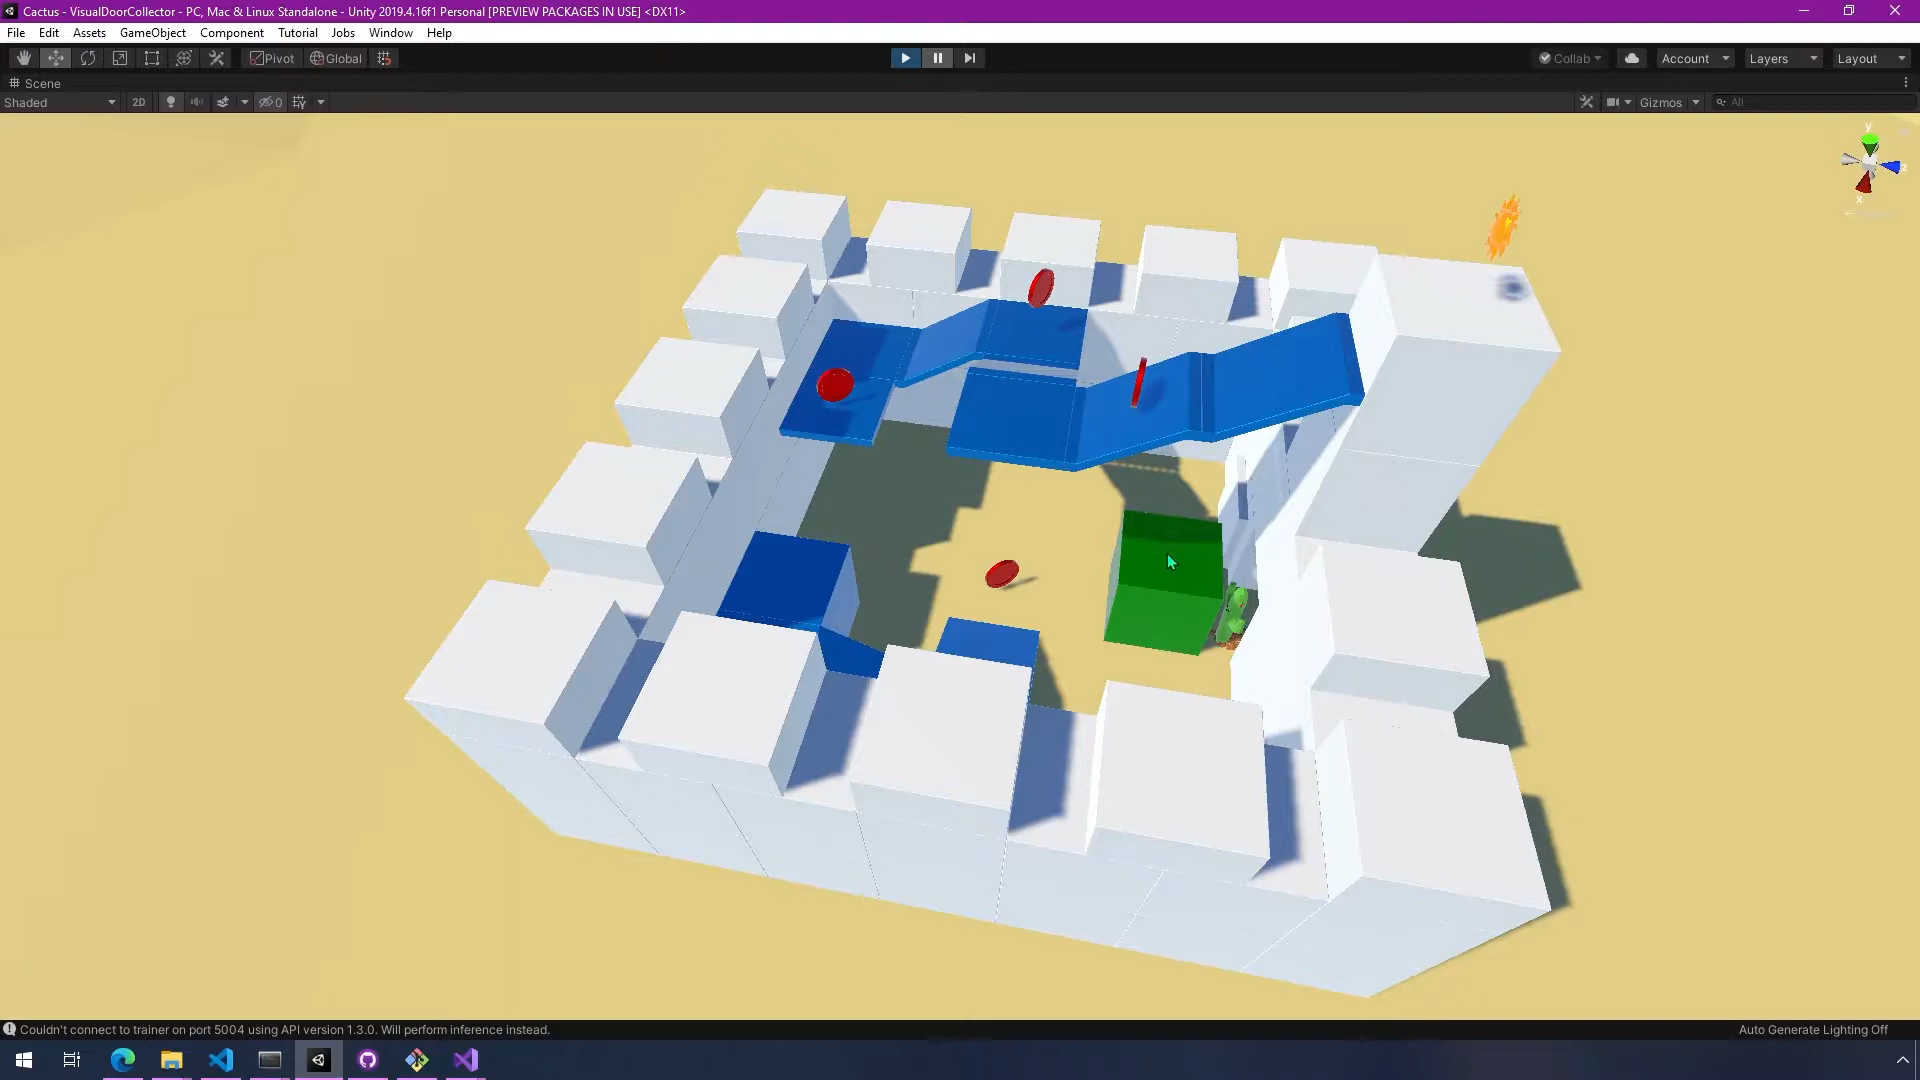 Cactus - VisualDoorCollector - PC, Mac & Linux Standalone - Unity 2019.4.16f1 Personal [PREVIEW PACKAGES IN USE] <DX11>
File Edit Assets GameObject Component Tutorial Jobs Window Help
Pivot Global Collab Account Layers Layout
Scene
Shaded 2D 0 Gizmos All
y
z
x
Couldn't connect to trainer on port 5004 using API version 1.3.0. Will perform inference instead. Auto Generate Lighting Off